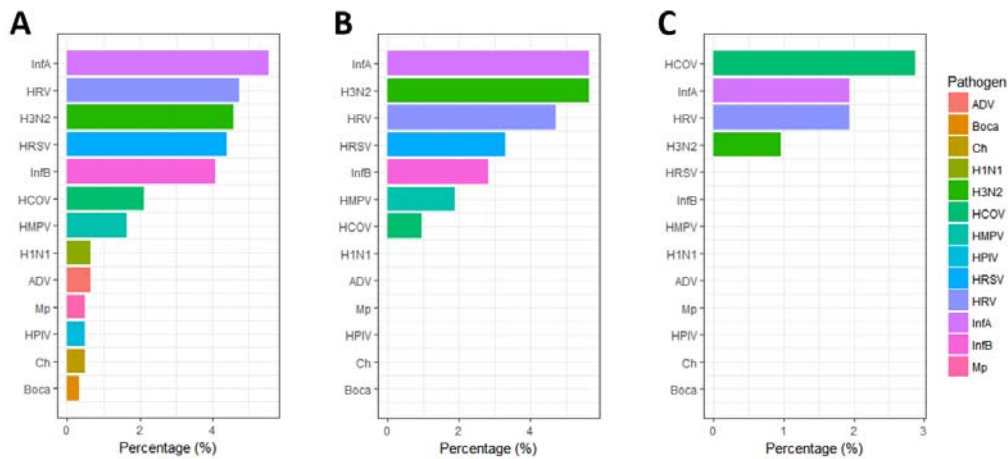 A
InfA
HRV
H3N2
HRSV
InfB
HCOV
HMPV
H1N1
ADV
Mp
HPIV
Ch
Boca
0 2 4
Percentage (%)
B
InfA
H3N2
HRV
HRSV
InfB
HMPV
HCOV
H1N1
ADV
Mp
HPIV
Ch
Boca
0 2 4
Percentage (%)
C
HCOV
InfA
HRV
H3N2
HRSV
InfB
HMPV
H1N1
ADV
Mp
HPIV
Ch
Boca
0 1 2 3
Percentage (%)
Pathogen
ADV
Boca
Ch
H1N1
H3N2
HCOV
HMPV
HPIV
HRSV
HRV
InfA
InfB
Mp